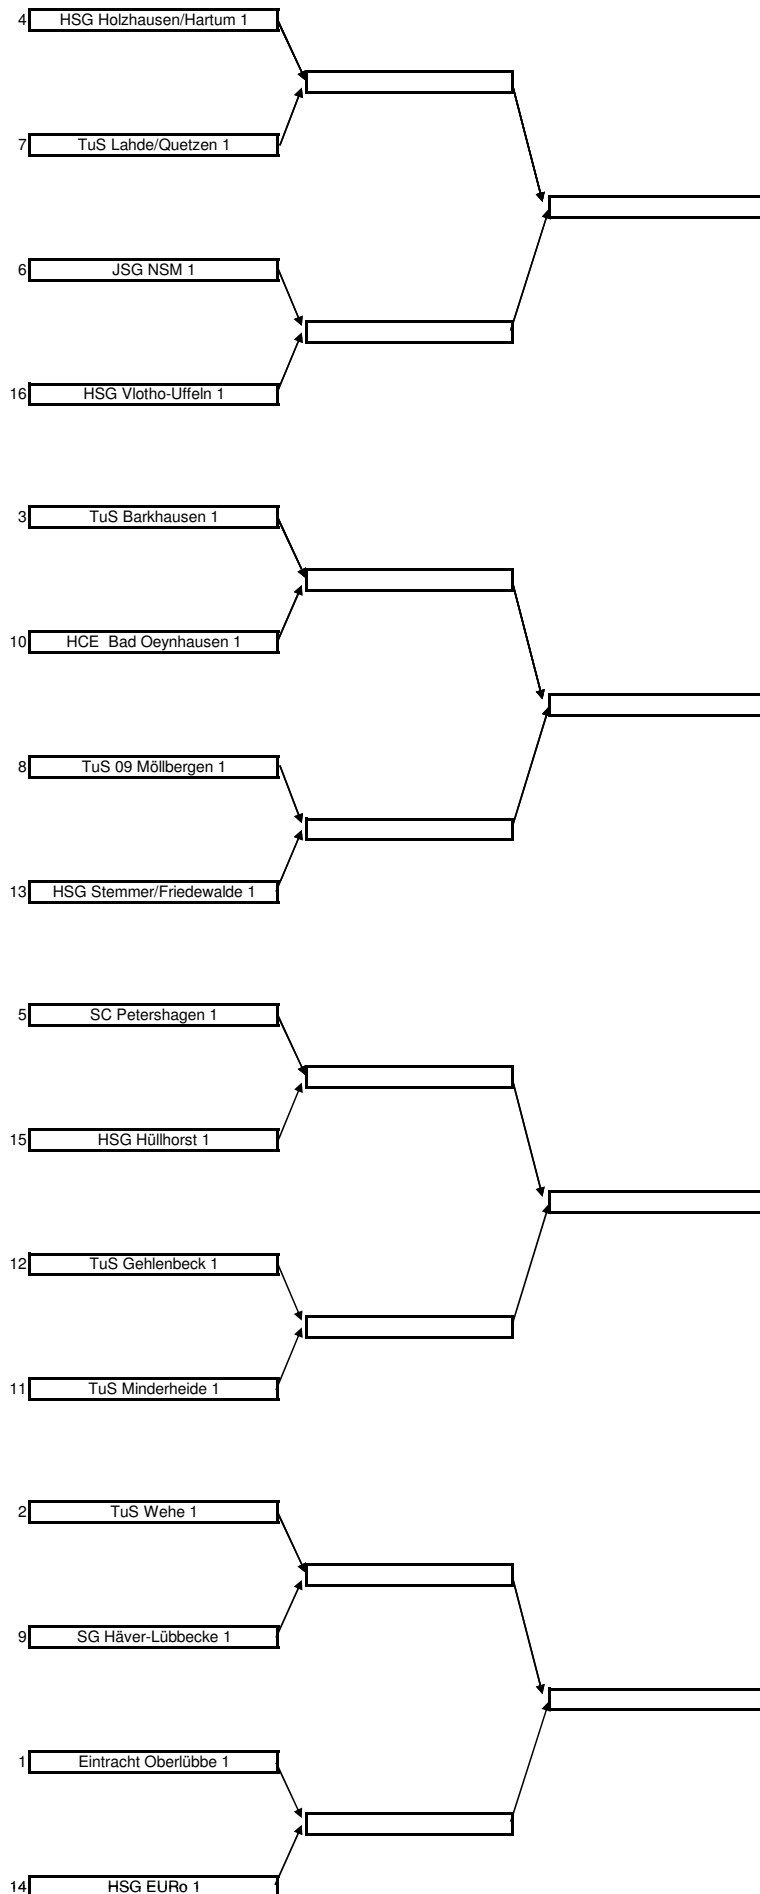 4 HSG Holzhausen/Hartum 1
7 TuS Lahde/Quetzen 1
6 JSG NSM 1
16 HSG Vlotho-Uffeln 1
3 TuS Barkhausen 1
10 HCE  Bad Oeynhausen 1
8 TuS 09 Möllbergen 1
13 HSG Stemmer/Friedewalde 1
5 SC Petershagen 1
15 HSG Hüllhorst 1
12 TuS Gehlenbeck 1
11 TuS Minderheide 1
2 TuS Wehe 1
9 SG Häver-Lübbecke 1
1 Eintracht Oberlübbe 1
14 HSG EURo 1